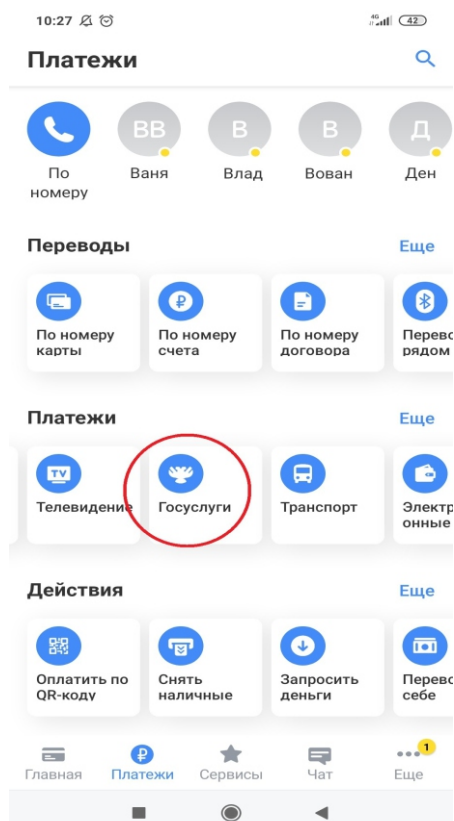 10:27 4G 42
Платежи
ВВ В В Д
По номеру Ваня Влад Вован Ден
Переводы Еще
По номеру карты По номеру счета По номеру договора Перево рядом
Платежи Еще
TV
Телевидение Госуслуги Транспорт Электр онные
Действия Еще
Оплатить по QR-коду Снять наличные Запросить деньги Перево себе
1
Главная Платежи Сервисы Чат Еще